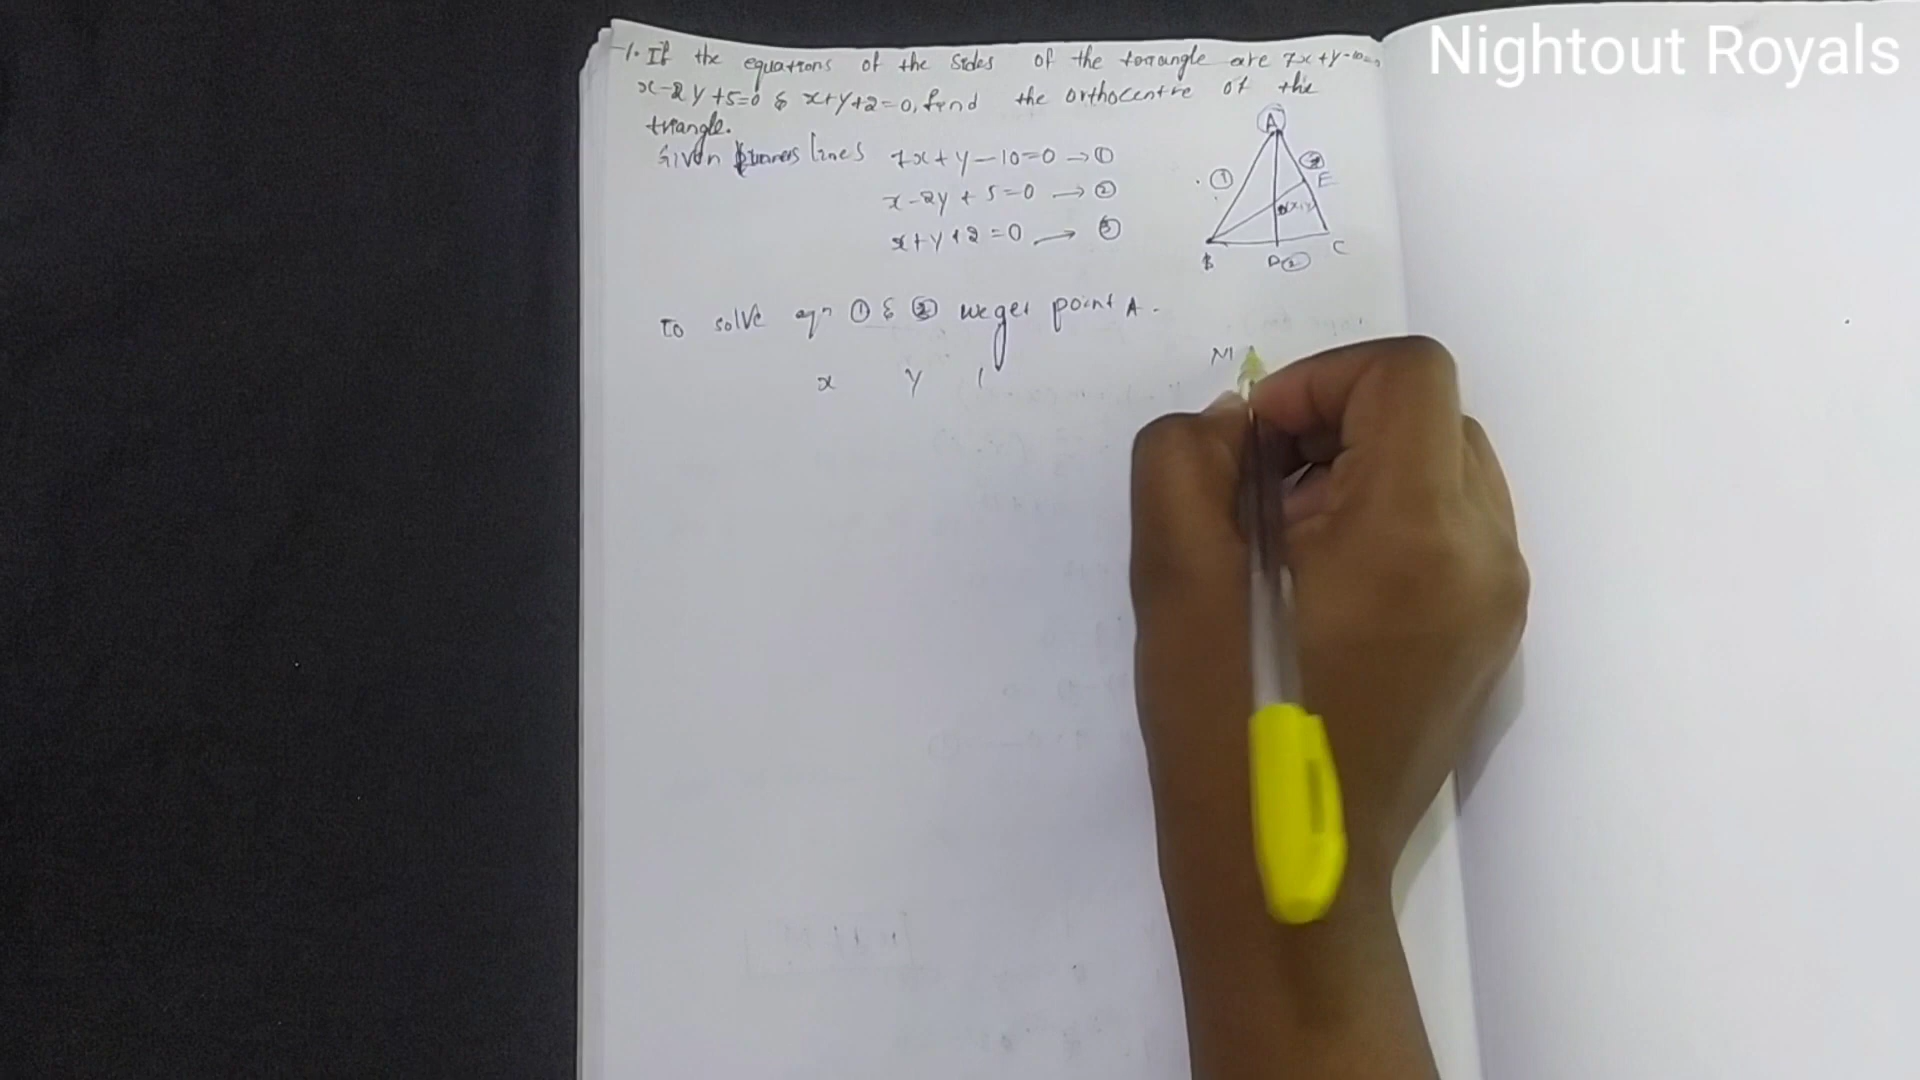 Nightout Royals
1. If the equations of the sides of the triangle are 7x+y-10=0,
x-2y+5=0 & x+y+2=0, find the orthocentre of the
triangle.
Given lines 7x+y-10=0 → ①
x-2y+5=0 → ②
x+y+2=0 → ③
A
①
E
(x,y)
B
D ②
C
To solve eqn ① & ③ we get point A.
x y 1